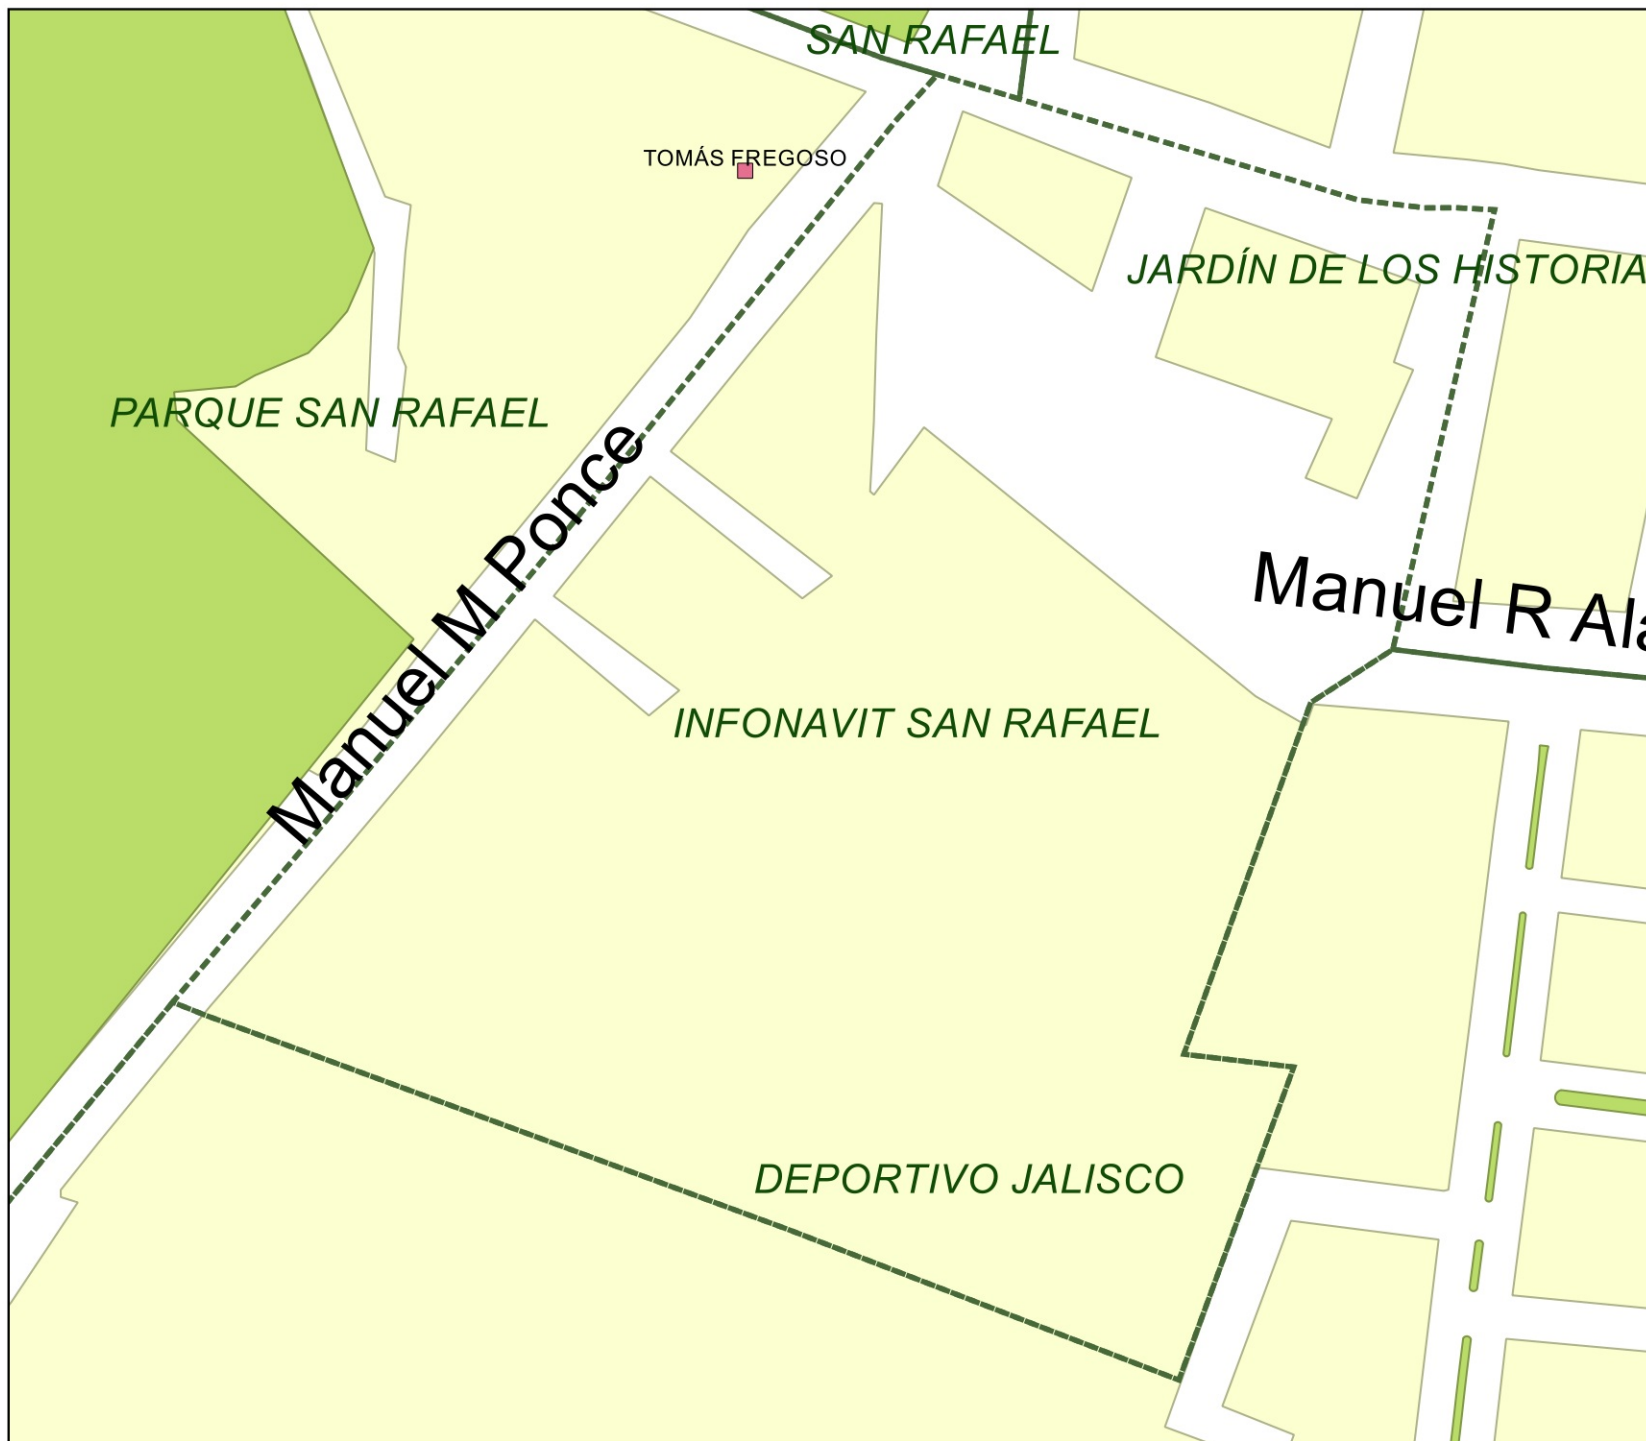 SAN RAFAEL
TOMÁS FREGOSO
JARDÍN DE LOS HISTORIA
PARQUE SAN RAFAEL
Manuel M Ponce
Manuel R Ala
INFONAVIT SAN RAFAEL
DEPORTIVO JALISCO